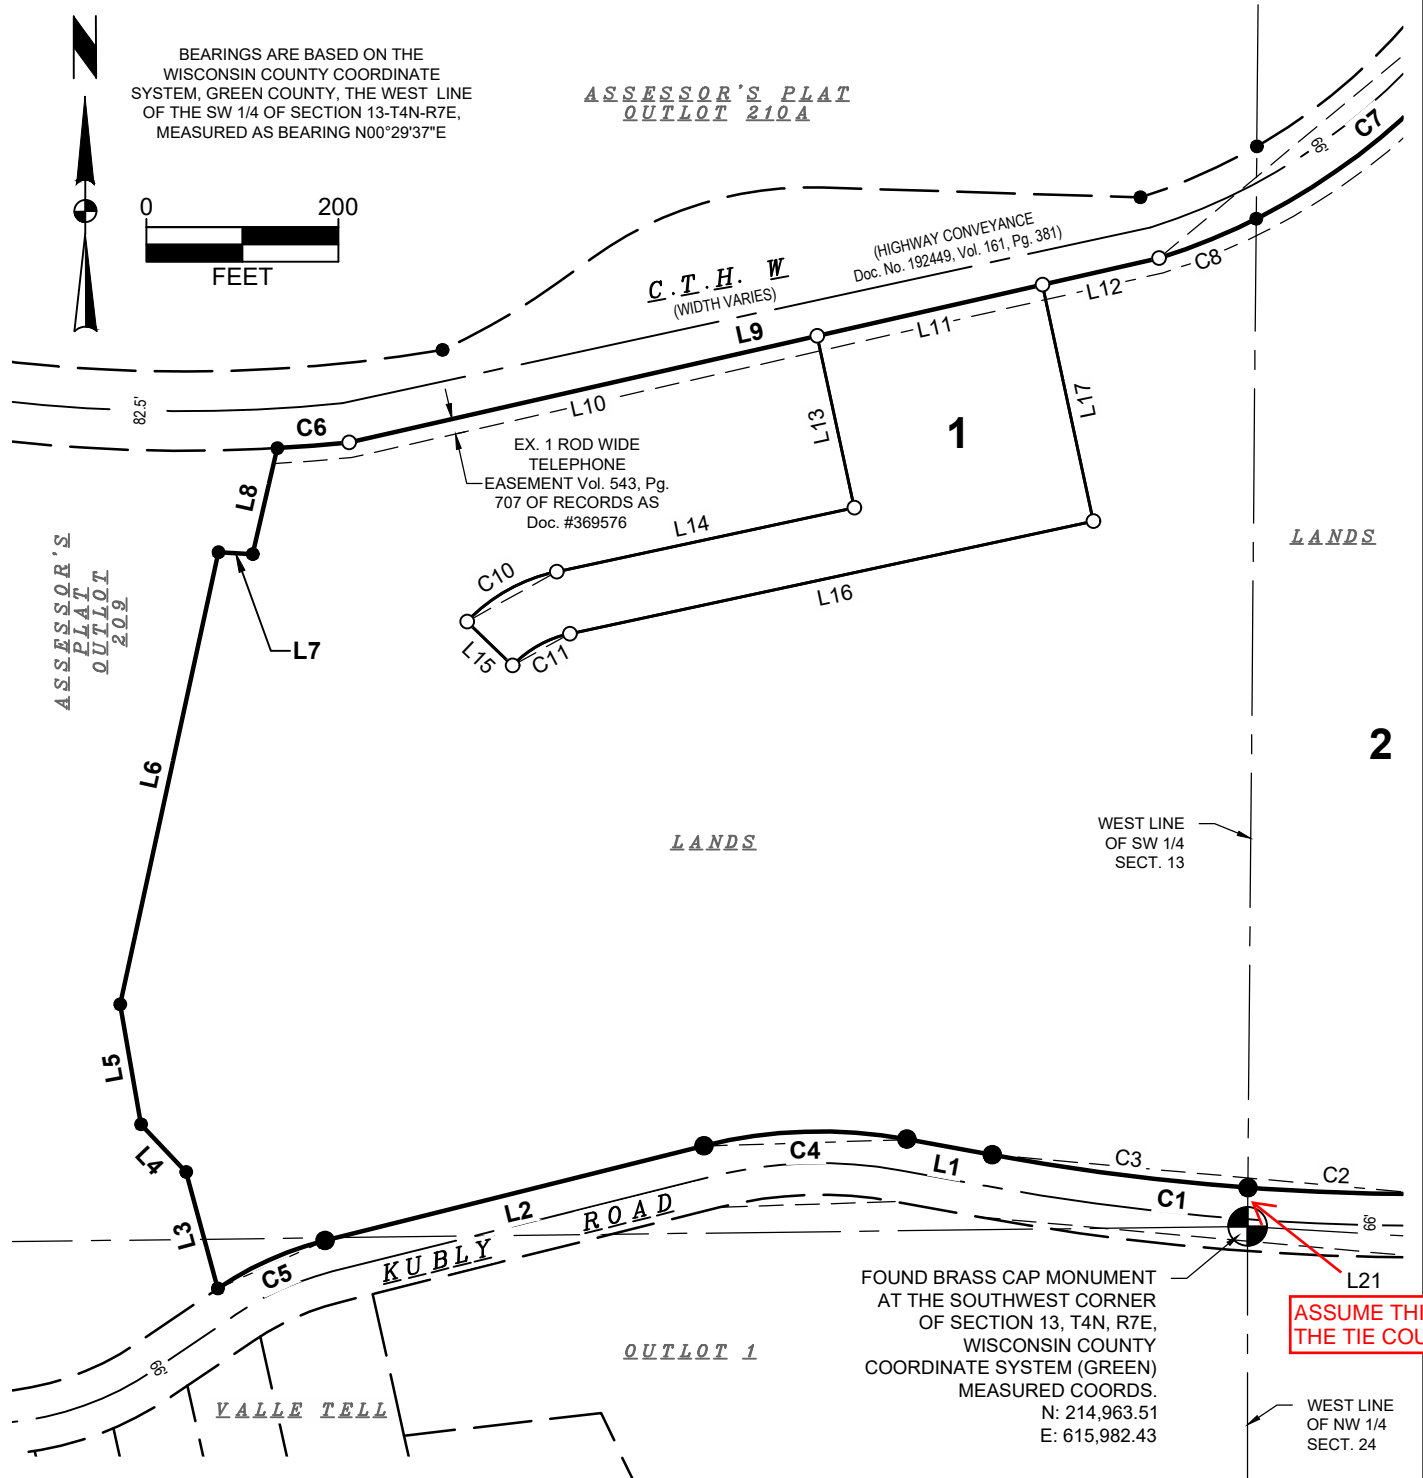 N
BEARINGS ARE BASED ON THE
WISCONSIN COUNTY COORDINATE
SYSTEM, GREEN COUNTY, THE WEST LINE
OF THE SW 1/4 OF SECTION 13-T4N-R7E,
MEASURED AS BEARING N00°29'37"E
0 200
FEET
ASSESSOR'S PLAT
OUTLOT 210A
C7
66'
(HIGHWAY CONVEYANCE
Doc. No. 192449, Vol. 161, Pg. 381)
C.T.H. W
(WIDTH VARIES)
C8
L12
L11
L9
L10
82.5'
C6
L13
L17
1
EX. 1 ROD WIDE
TELEPHONE
EASEMENT Vol. 543, Pg.
707 OF RECORDS AS
Doc. #369576
L8
L14
LANDS
C10
L16
ASSESSOR'S
PLAT
OUTLOT
209
L7
L15
C11
2
L6
LANDS
WEST LINE
OF SW 1/4
SECT. 13
L5
L4
C4
L1
C3
C2
C1
L2
L3
KUBLY ROAD
C5
66'
FOUND BRASS CAP MONUMENT
AT THE SOUTHWEST CORNER
OF SECTION 13, T4N, R7E,
WISCONSIN COUNTY
COORDINATE SYSTEM (GREEN)
MEASURED COORDS.
N: 214,963.51
E: 615,982.43
L21
ASSUME THI
THE TIE COU
OUTLOT 1
66'
VALLE TELL
WEST LINE
OF NW 1/4
SECT. 24